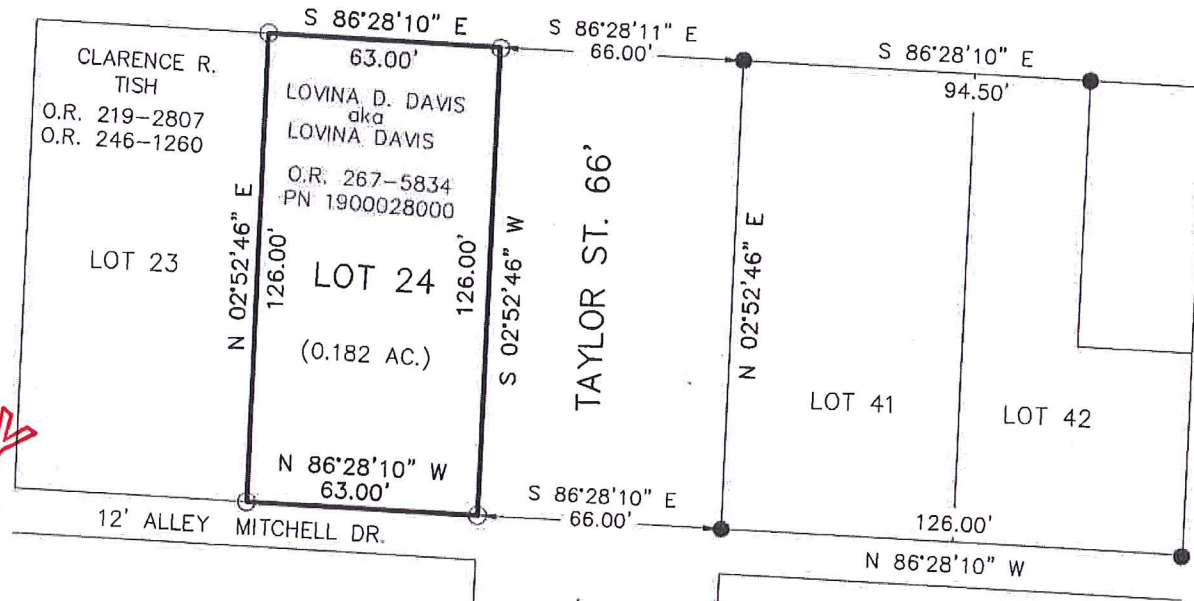 S 86°28'10" E
63.00'
S 86°28'11" E
66.00'
S 86°28'10" E
94.50'
CLARENCE R.
TISH
O.R. 219-2807
O.R. 246-1260
LOT 23
N 02°52'46" E
126.00'
LOVINA D. DAVIS
aka
LOVINA DAVIS
O.R. 267-5834
PN 1900028000
LOT 24
(0.182 AC.)
126.00'
S 02°52'46" W
TAYLOR ST. 66'
N 02°52'46" E
LOT 41
LOT 42
N 86°28'10" W
63.00'
S 86°28'10" E
66.00'
126.00'
N 86°28'10" W
12' ALLEY MITCHELL DR.